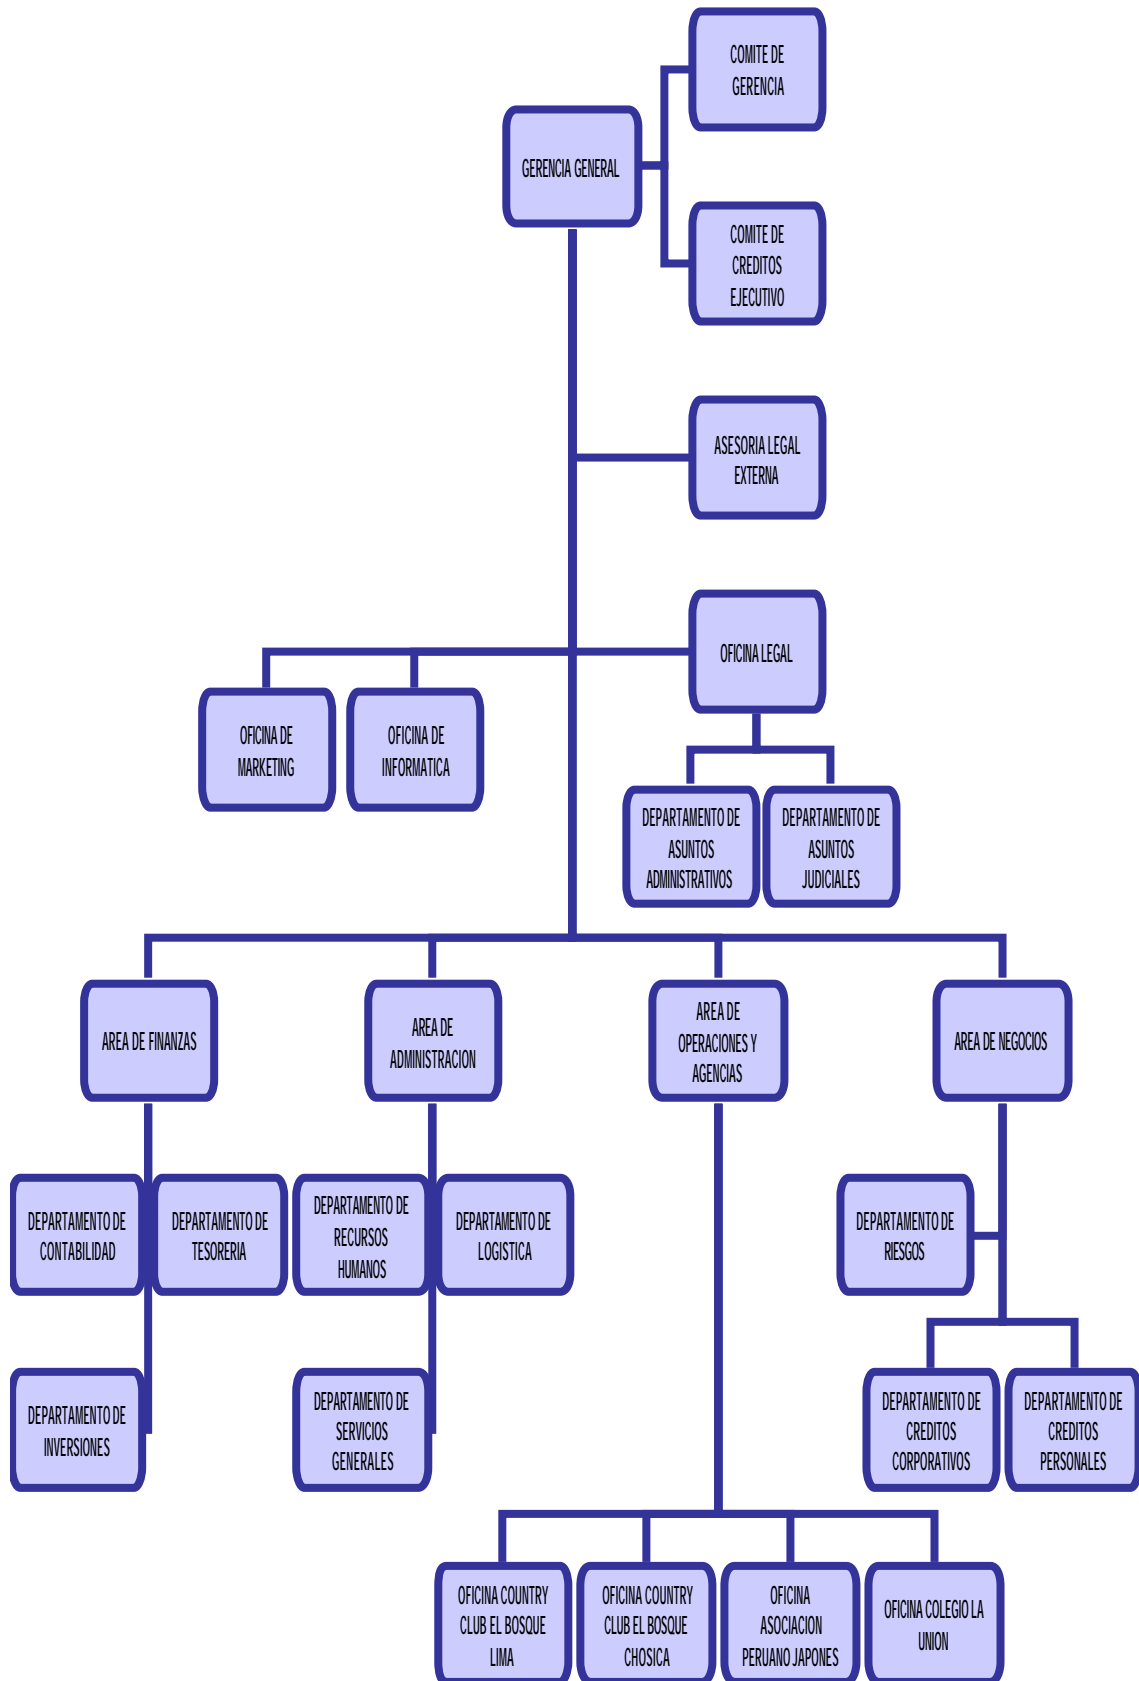 COMITE DE
GERENCIA
GERENCIA GENERAL
COMITE DE
CREDITOS
EJECUTIVO
ASESORIA LEGAL
EXTERNA
OFICINA LEGAL
OFICINA DE
MARKETING
OFICINA DE
INFORMATICA
DEPARTAMENTO DE
ASUNTOS
ADMINISTRATIVOS
DEPARTAMENTO DE
ASUNTOS
JUDICIALES
AREA DE FINANZAS
AREA DE
ADMINISTRACION
AREA DE
OPERACIONES Y
AGENCIAS
AREA DE NEGOCIOS
DEPARTAMENTO DE
CONTABILIDAD
DEPARTAMENTO DE
TESORERIA
DEPARTAMENTO DE
RECURSOS
HUMANOS
DEPARTAMENTO DE
LOGISTICA
DEPARTAMENTO DE
RIESGOS
DEPARTAMENTO DE
INVERSIONES
DEPARTAMENTO DE
SERVICIOS
GENERALES
DEPARTAMENTO DE
CREDITOS
CORPORATIVOS
DEPARTAMENTO DE
CREDITOS
PERSONALES
OFICINA COUNTRY
CLUB EL BOSQUE
LIMA
OFICINA COUNTRY
CLUB EL BOSQUE
CHOSICA
OFICINA
ASOCIACION
PERUANO JAPONES
OFICINA COLEGIO LA
UNION